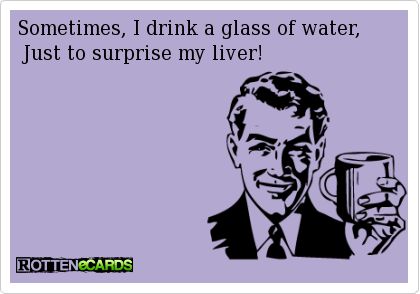 Sometimes, I drink a glass of water,
Just to surprise my liver!
ROTTENeCARDS